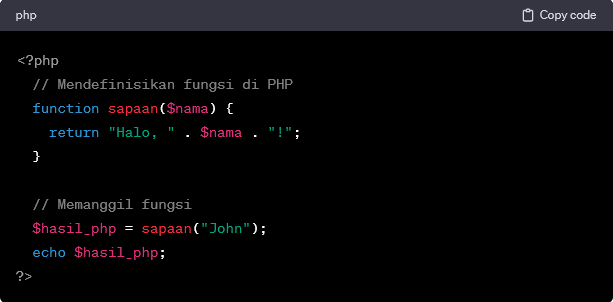 php Copy code
<?php
// Mendefinisikan fungsi di PHP
function sapaan($nama) {
return "Halo, " . $nama . "!";
}
// Memanggil fungsi
$hasil_php = sapaan("John");
echo $hasil_php;
?>